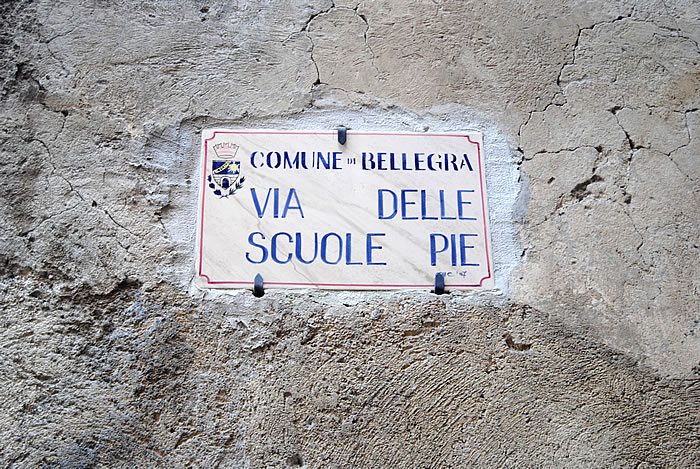 COMUNE DI BELLEGRA
VIA DELLE
SCUOLE PIE